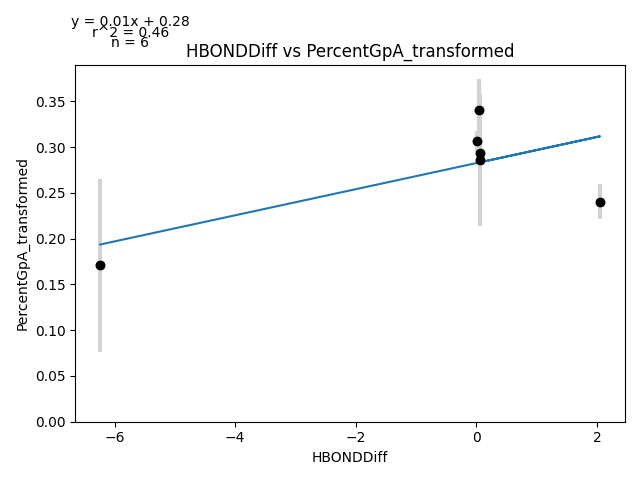 y = 0.01x + 0.28
r^2 = 0.46
n = 6
HBONDDiff vs PercentGpA_transformed
PercentGpA_transformed
0.35
0.30
0.25
0.20
0.15
0.10
0.05
0.00
−6
−4
−2
0
2
HBONDDiff